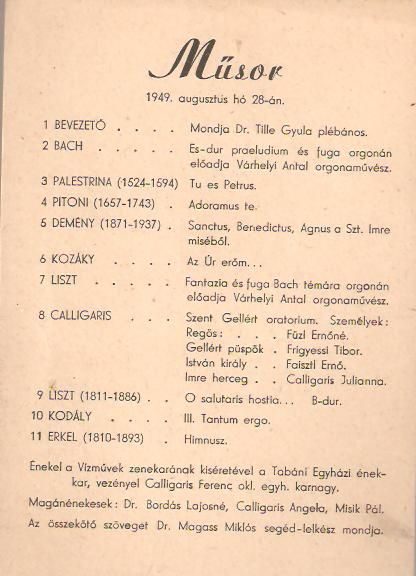 Műsor
1949. augusztus hó 28-án.
1 BEVEZETŐ . . . . Mondja Dr. Tille Gyula plébános.
2 BACH . . . . . Es-dur praeludium és fuga orgonán
előadja Várhelyi Antal orgonaművész.
3 PALESTRINA (1524-1594) Tu es Petrus.
4 PITONI (1657-1743) . Adoramus te.
5 DEMÉNY (1871-1937) . Sanctus, Benedictus, Agnus a Szt. Imre
miséből.
6 KOZÁKY . . . . Az Úr erőm...
7 LISZT . . . . . Fantazia és fuga Bach témára orgonán
előadja Várhelyi Antal orgonaművész.
8 CALLIGARIS . . . Szent Gellért oratorium. Személyek:
Regös: . . . Füzl Ernőné.
Gellért püspök . Frigyessi Tibor.
István király . . Faisztl Ernő.
Imre herceg . . Calligaris Julianna.
9 LISZT (1811-1886) . . O salutaris hostia... B-dur.
10 KODÁLY . . . . III. Tantum ergo.
11 ERKEL (1810-1893) . Himnusz.
Énekel a Vízművek zenekarának kiséretével a Tabáni Egyházi ének-
kar, vezényel Calligaris Ferenc okl. egyh. karnagy.
Magánénekesek: Dr. Bordás Lajosné, Calligaris Angela, Misik Pál.
Az összekötő szöveget Dr. Magass Miklós segéd-lelkész mondja.